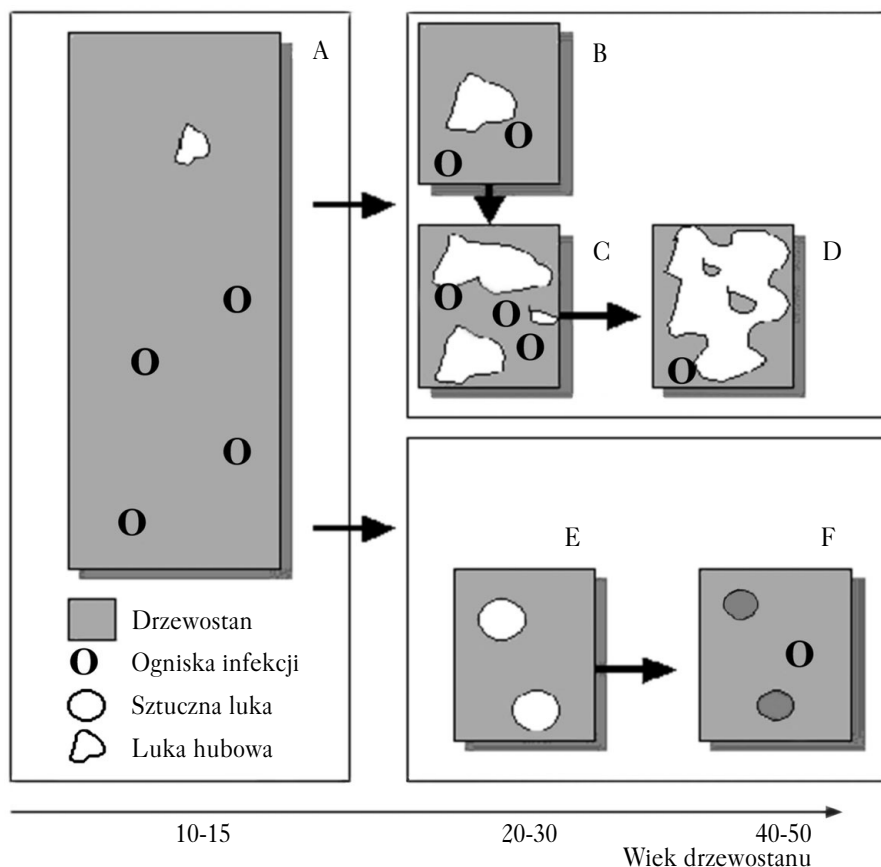 A
B
C
D
E
F
O
O
O
O
O
O
O
O
O
O
O
Drzewostan
O Ogniska infekcji
Sztuczna luka
Luka hubowa
10-15
20-30
40-50
Wiek drzewostanu